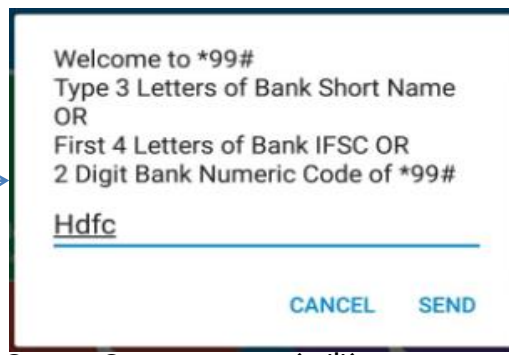 Welcome to *99#
Type 3 Letters of Bank Short Name
OR
First 4 Letters of Bank IFSC OR
2 Digit Bank Numeric Code of *99#
Hdfc
CANCEL SEND